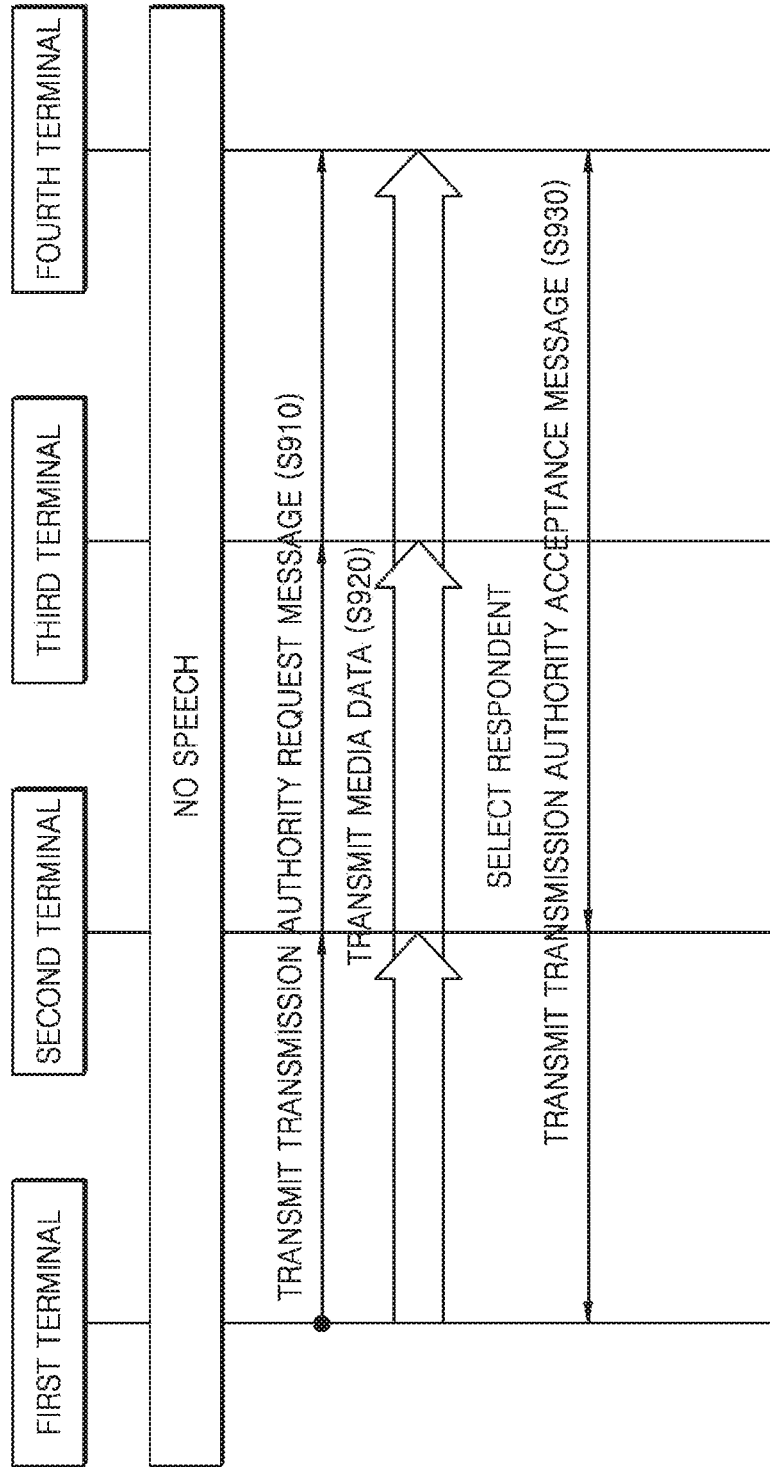 FIRST TERMINAL
SECOND TERMINAL
THIRD TERMINAL
FOURTH TERMINAL
NO SPEECH
TRANSMIT TRANSMISSION AUTHORITY REQUEST MESSAGE (S910)
TRANSMIT MEDIA DATA (S920)
SELECT RESPONDENT
TRANSMIT TRANSMISSION AUTHORITY ACCEPTANCE MESSAGE (S930)